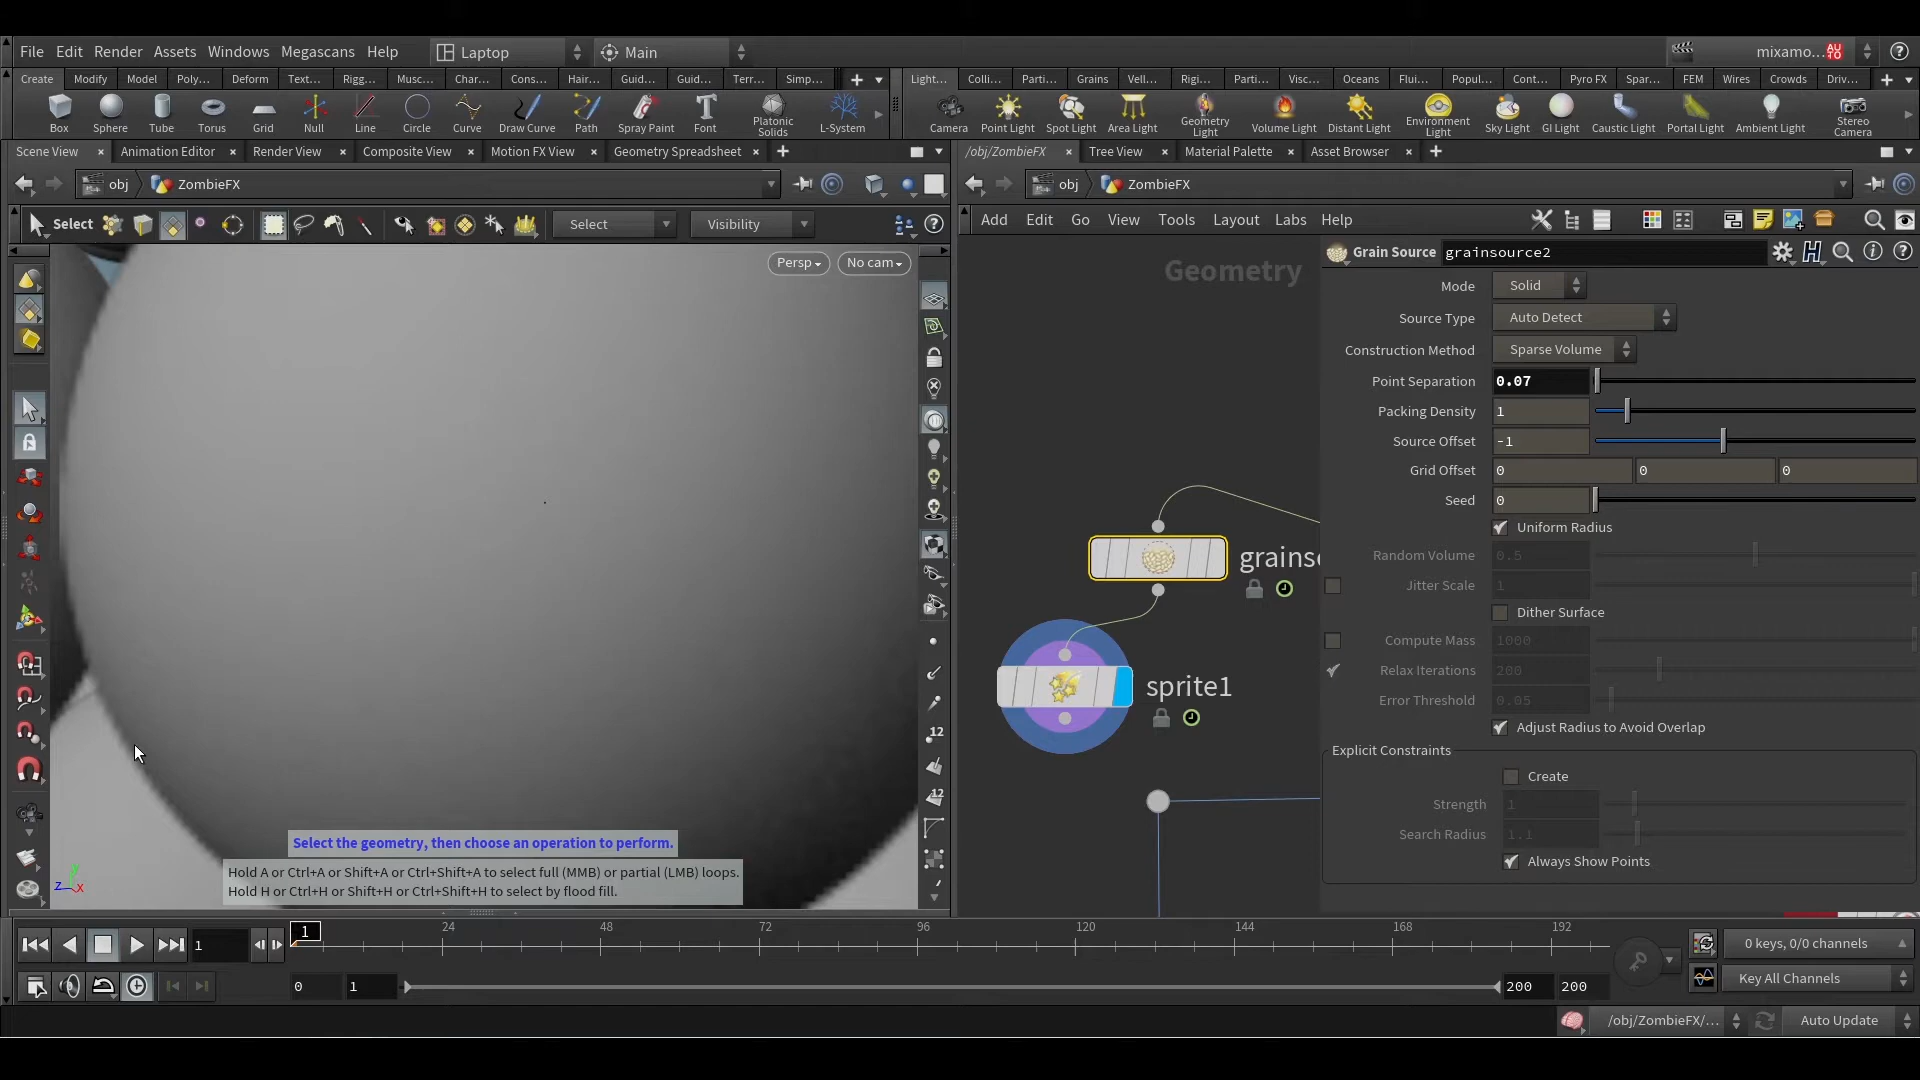 File Edit Render Assets Windows Megascans Help Laptop Main mixamo... AUTO
Create Modify Model Poly... Deform Text... Rigg... Musc... Char... Cons... Hair... Guid... Guid... Terr... Simp...
Light... Colli... Parti... Grains Vell... Rigi... Parti... Visc... Oceans Flui... Popul... Cont... Pyro FX Spar... FEM Wires Crowds Driv...
Box Sphere Tube Torus Grid Null Line Circle Curve Draw Curve Path Spray Paint Font Platonic Solids L-System
Camera Point Light Spot Light Area Light Geometry Light Volume Light Distant Light Environment Light Sky Light GI Light Caustic Light Portal Light Ambient Light Stereo Camera
Scene View Animation Editor Render View Composite View Motion FX View Geometry Spreadsheet
/obj/ZombieFX Tree View Material Palette Asset Browser
obj ZombieFX
obj ZombieFX
Select Select Visibility
Add Edit Go View Tools Layout Labs Help
Persp No cam
Geometry
Grain Source grainsource2
Mode Solid
Source Type Auto Detect
Construction Method Sparse Volume
Point Separation 0.07
Packing Density 1
Source Offset -1
Grid Offset 0 0 0
Seed 0
Uniform Radius
Random Volume 0.5
Jitter Scale 1
Dither Surface
Compute Mass 1000
Relax Iterations 200
Error Threshold 0.05
Adjust Radius to Avoid Overlap
Explicit Constraints
Create
Strength 1
Search Radius 1.1
Always Show Points
grains
sprite1
12
12
Select the geometry, then choose an operation to perform.
Hold A or Ctrl+A or Shift+A or Ctrl+Shift+A to select full (MMB) or partial (LMB) loops.
Hold H or Ctrl+H or Shift+H or Ctrl+Shift+H to select by flood fill.
z y x
1 1 24 48 72 96 120 144 168 192
0 keys, 0/0 channels
0 1 200 200
Key All Channels
/obj/ZombieFX/... Auto Update